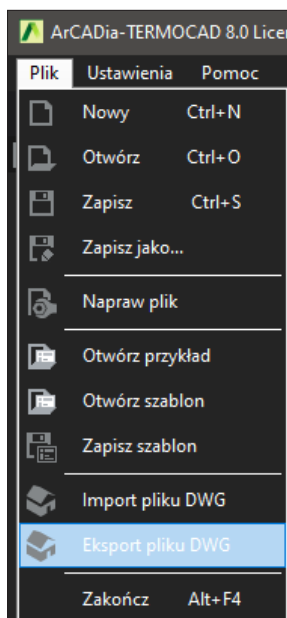 ArCADia-TERMOCAD 8.0 Lice
Plik Ustawienia Pomoc
Nowy Ctrl+N
Otwórz Ctrl+O
Zapisz Ctrl+S
Zapisz jako...
Napraw plik
Otwórz przykład
Otwórz szablon
Zapisz szablon
Import pliku DWG
Eksport pliku DWG
Zakończ Alt+F4